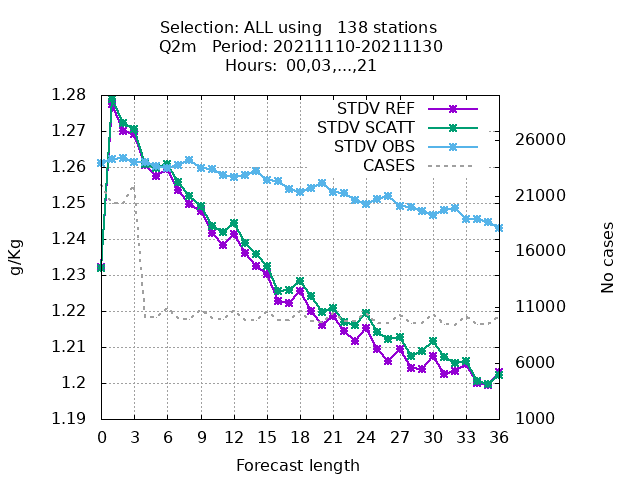 Selection: ALL using   138 stations
Q2m   Period: 20211110-20211130
Hours: 00,03,...,21
STDV REF
STDV SCATT
STDV OBS
CASES
1.28
1.27
1.26
1.25
1.24
1.23
1.22
1.21
1.2
1.19
26000
21000
16000
11000
6000
1000
g/Kg
No cases
0 3 6 9 12 15 18 21 24 27 30 33 36
Forecast length